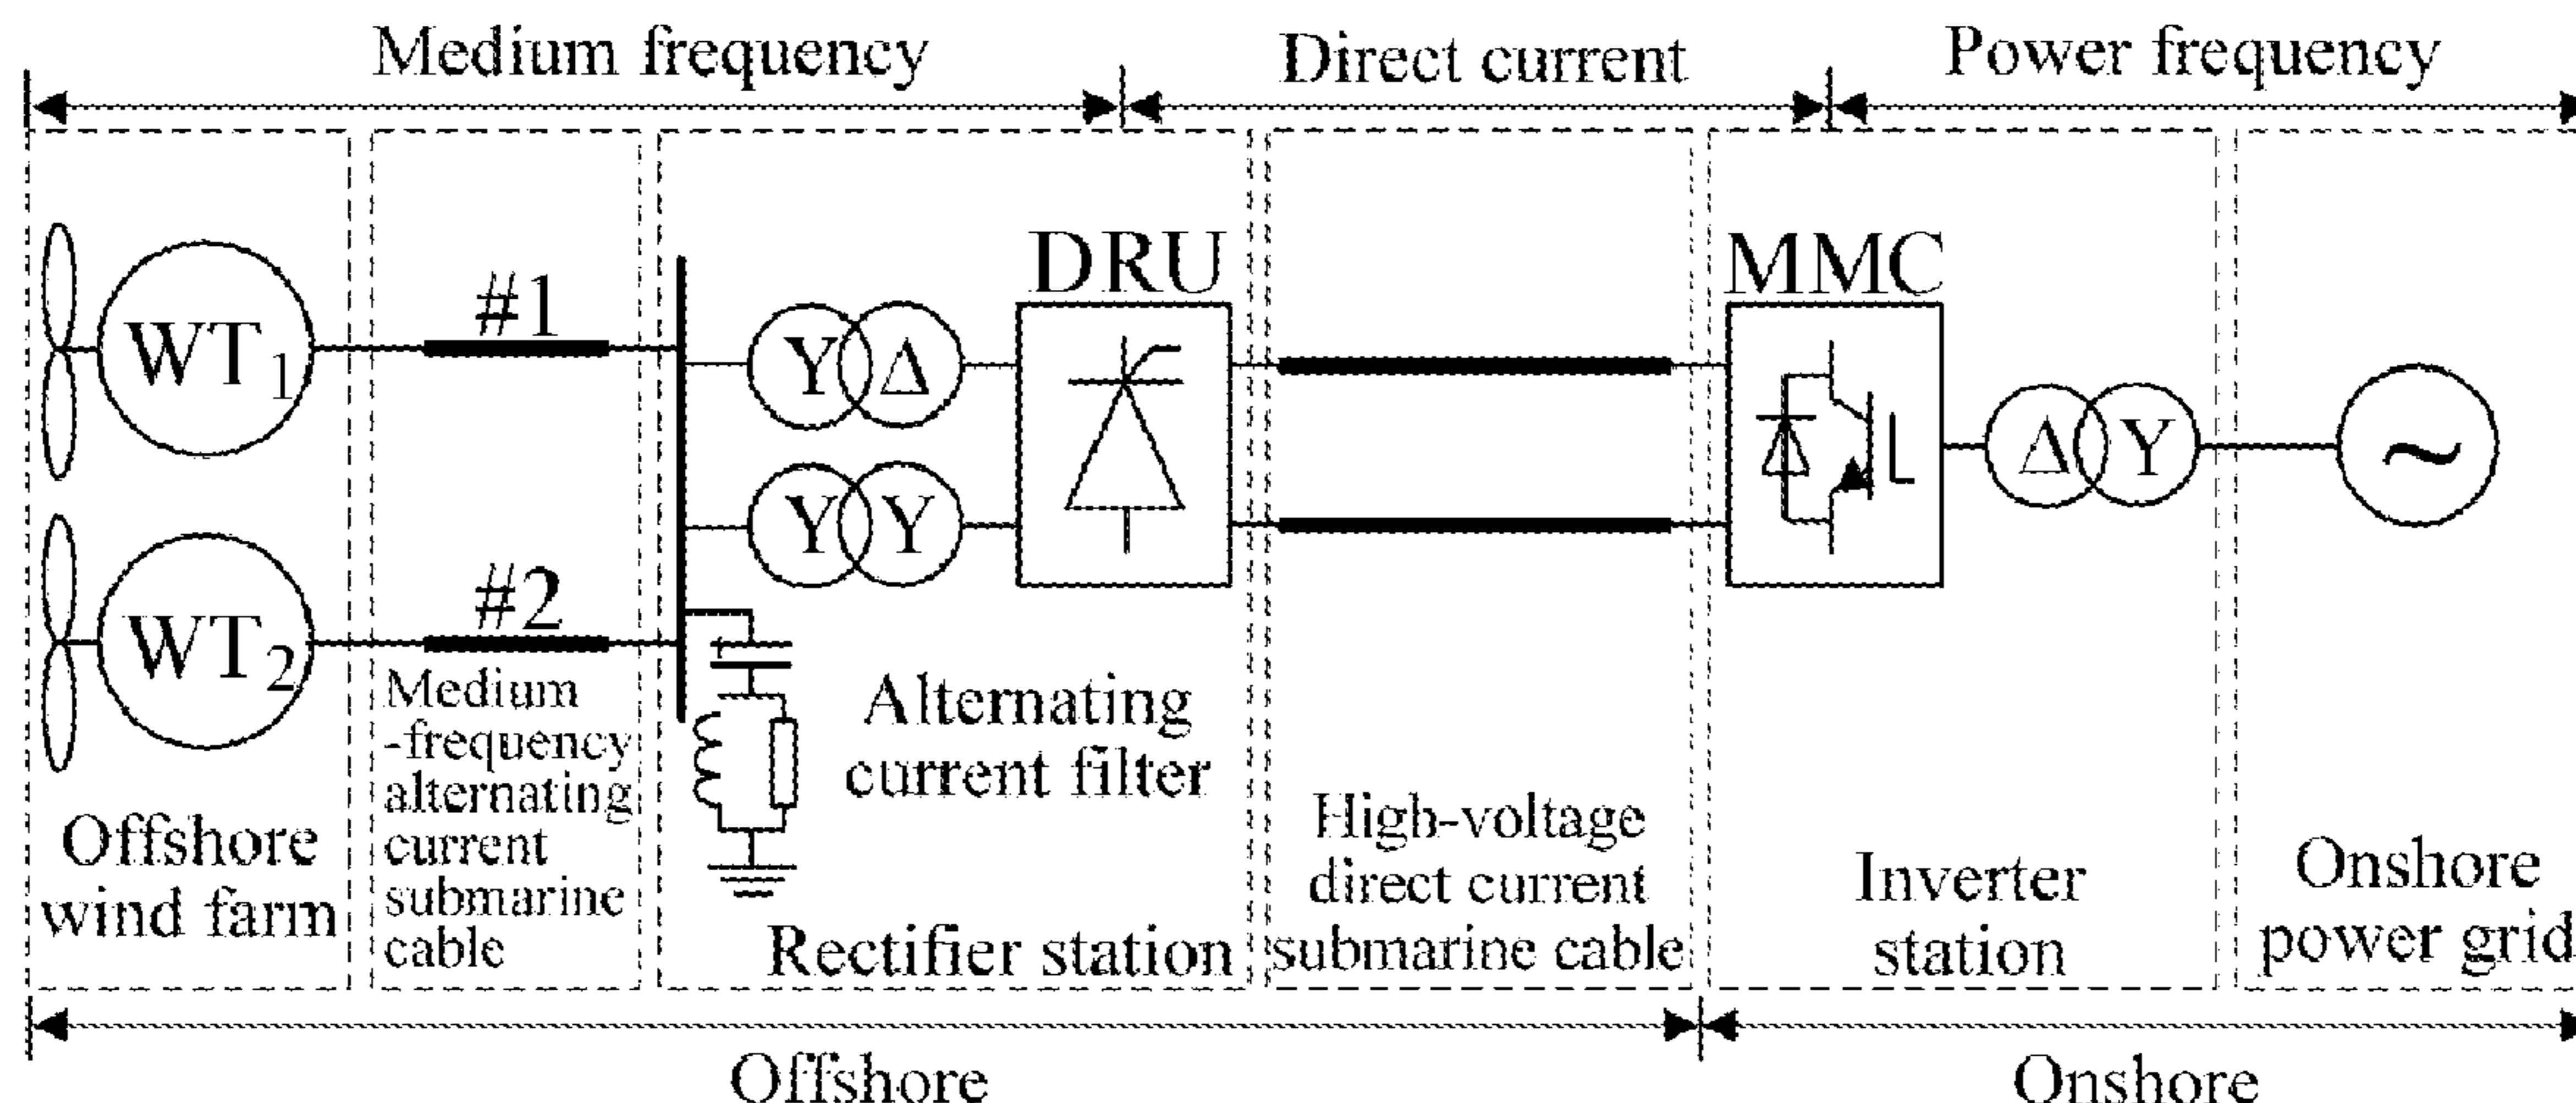 Medium frequency
Direct current
Power frequency
DRU
MMC
#1
WT1
Y Δ
Δ Y
~
Y Y
#2
WT2
Medium
-frequency
alternating
current
submarine
cable
Alternating
current filter
Offshore
wind farm
Rectifier station
High-voltage
direct current
submarine cable
Inverter
station
Onshore
power grid
Offshore
Onshore